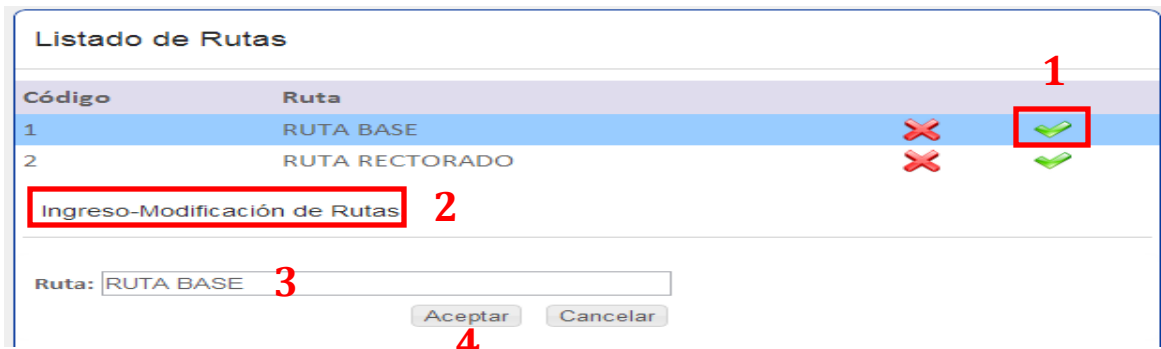 Listado de Rutas
1
Código Ruta
1 RUTA BASE
2 RUTA RECTORADO
Ingreso-Modificación de Rutas 2
Ruta: RUTA BASE 3
Aceptar Cancelar
4